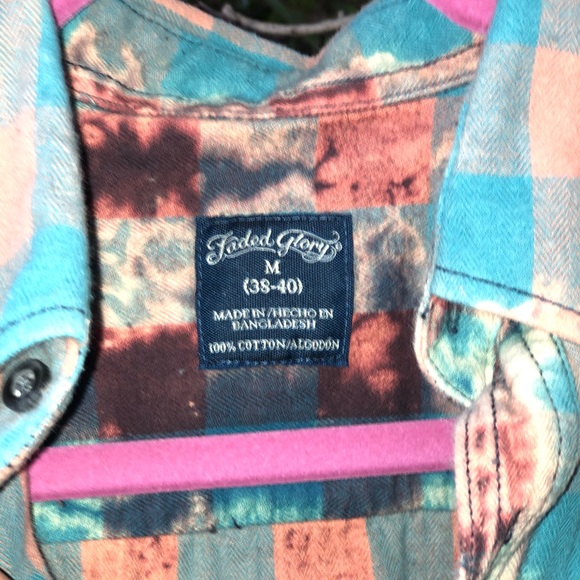 Faded Glory
M
(38-40)
MADE IN/HECHO EN
BANGLADESH
100% COTTON/ALGODÓN